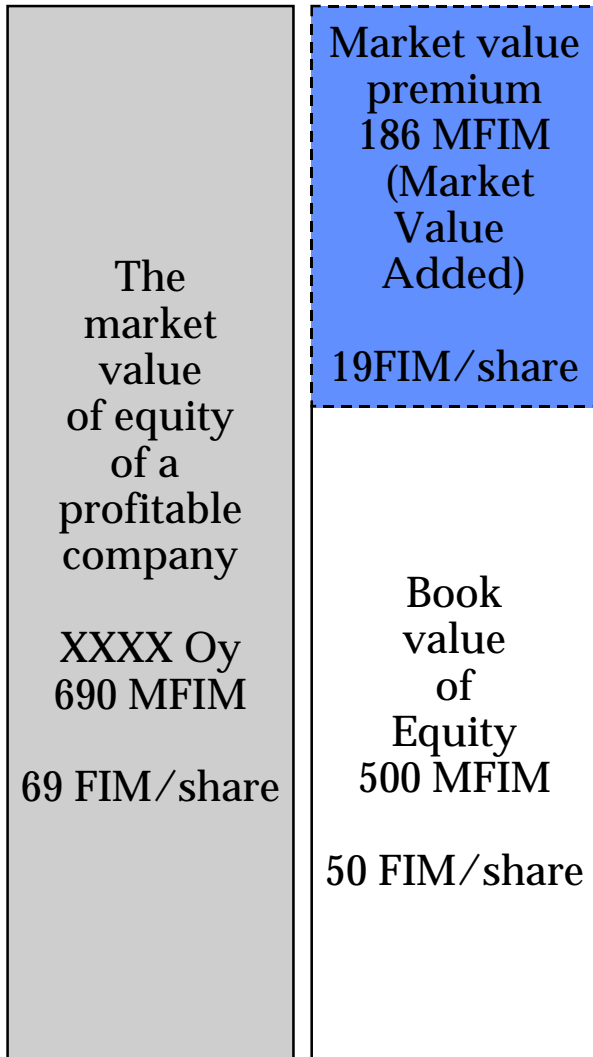 The
market
value
of equity
of a
profitable
company
XXXX Oy
690 MFIM
69 FIM/share
Market value
premium
186 MFIM
(Market
Value
Added)
19FIM/share
Book
value
of
Equity
500 MFIM
50 FIM/share